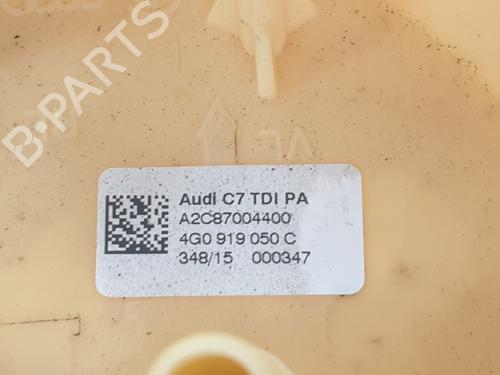 B-PARTS
Audi C7 TDI PA
A2C87004400
4G0 919 050 C
348/15 000347